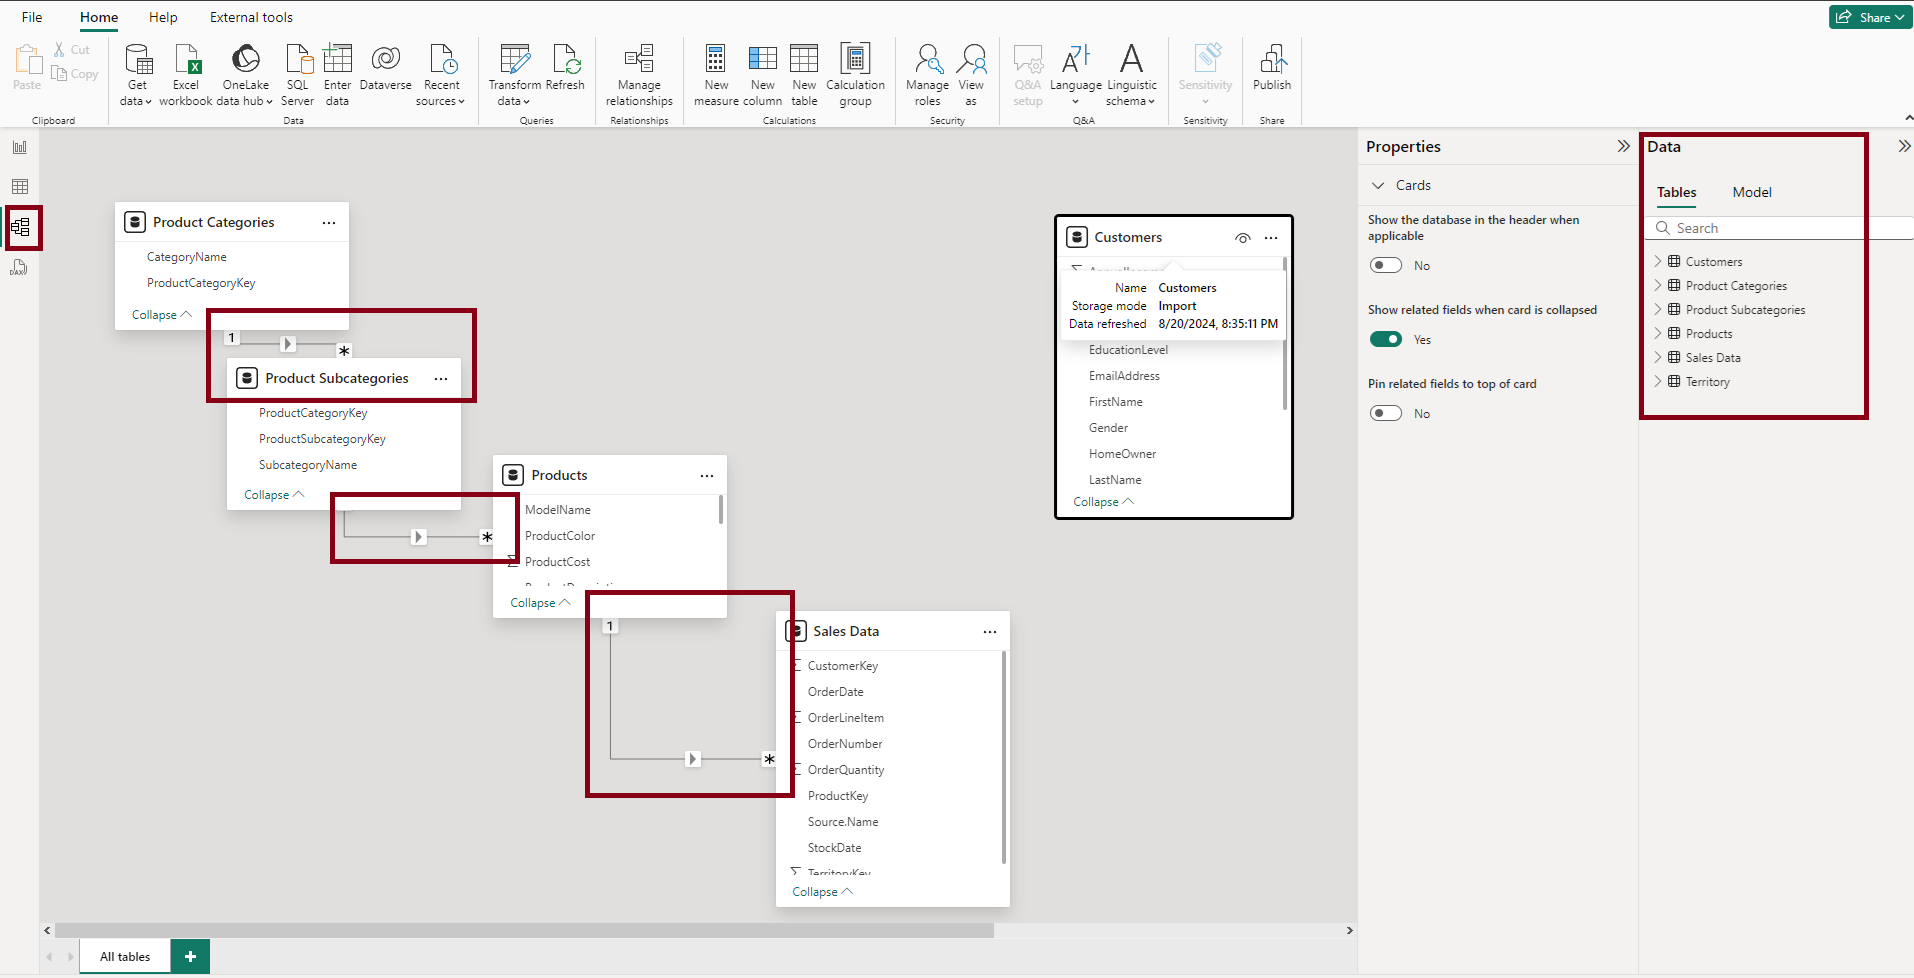 File Home Help External tools Share
Paste Cut Copy
Get data Excel workbook OneLake data hub SQL Server Enter data Dataverse Recent sources
Transform data Refresh
Manage relationships
New measure New column New table Calculation group
Manage roles View as
Q&A setup Language Linguistic schema
Sensitivity
Publish
Clipboard Data Queries Relationships Calculations Security Q&A Sensitivity Share
DAX
Product Categories ...
CategoryName
ProductCategoryKey
Collapse
1 *
Product Subcategories ...
ProductCategoryKey
ProductSubcategoryKey
SubcategoryName
Collapse
*
Products ...
ModelName
ProductColor
Σ ProductCost
ProductDescription
Collapse
1 *
Sales Data ...
Σ CustomerKey
OrderDate
Σ OrderLineItem
OrderNumber
Σ OrderQuantity
ProductKey
Source.Name
StockDate
Σ TerritoryKey
Collapse
Customers ...
Σ AnnualIncome
Name Customers
Storage mode Import
Data refreshed 8/20/2024, 8:35:11 PM
EducationLevel
EmailAddress
FirstName
Gender
HomeOwner
LastName
Collapse
Properties
Cards
Show the database in the header when
applicable
No
Show related fields when card is collapsed
Yes
Pin related fields to top of card
No
Data
Tables Model
Search
Customers
Product Categories
Product Subcategories
Products
Sales Data
Territory
All tables +